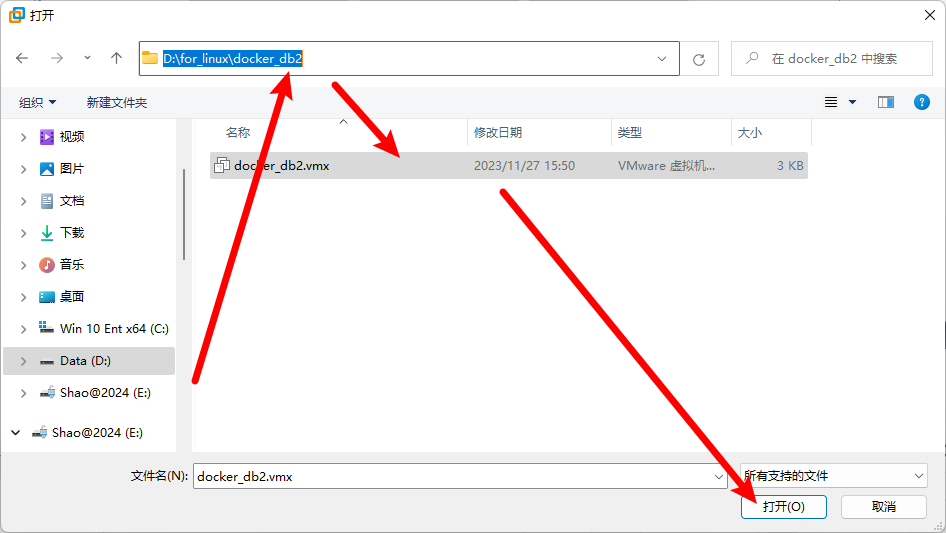 打开
D:\for_linux\docker_db2
在 docker_db2 中搜索
组织
新建文件夹
名称
修改日期
类型
大小
docker_db2.vmx
2023/11/27 15:50
VMware 虚拟机...
3 KB
视频
图片
文档
下载
音乐
桌面
Win 10 Ent x64 (C:)
Data (D:)
Shao@2024 (E:)
Shao@2024 (E:)
文件名(N):
docker_db2.vmx
所有支持的文件
打开(O)
取消